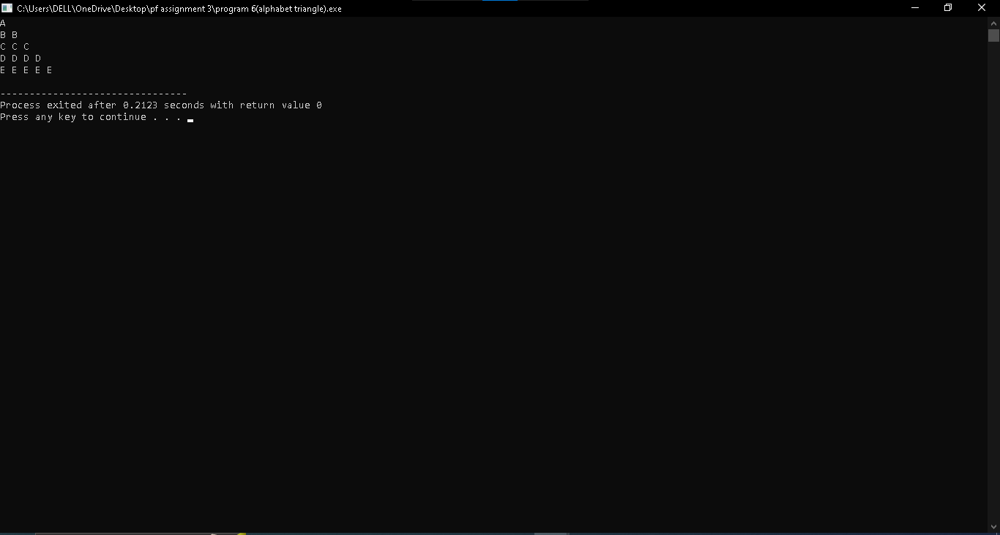 C:\Users\DELL\OneDrive\Desktop\pf assignment 3\program 6(alphabet triangle).exe
A
B B
C C C
D D D D
E E E E E
--------------------------------
Process exited after 0.2123 seconds with return value 0
Press any key to continue . . .